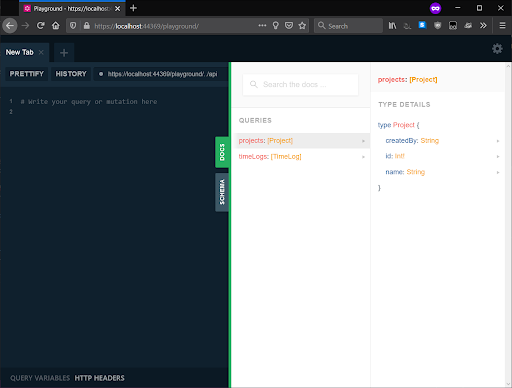 Playground - https://localhost:
https://localhost:44369/playground/
Search
New Tab
PRETTIFY
HISTORY
https://localhost:44369/playground/../api
1 # Write your query or mutation here
2
DOCS
SCHEMA
Search the docs ...
QUERIES
projects: [Project]
timeLogs: [TimeLog]
projects: [Project]
TYPE DETAILS
type Project {
createdBy: String
id: Int!
name: String
}
QUERY VARIABLES HTTP HEADERS